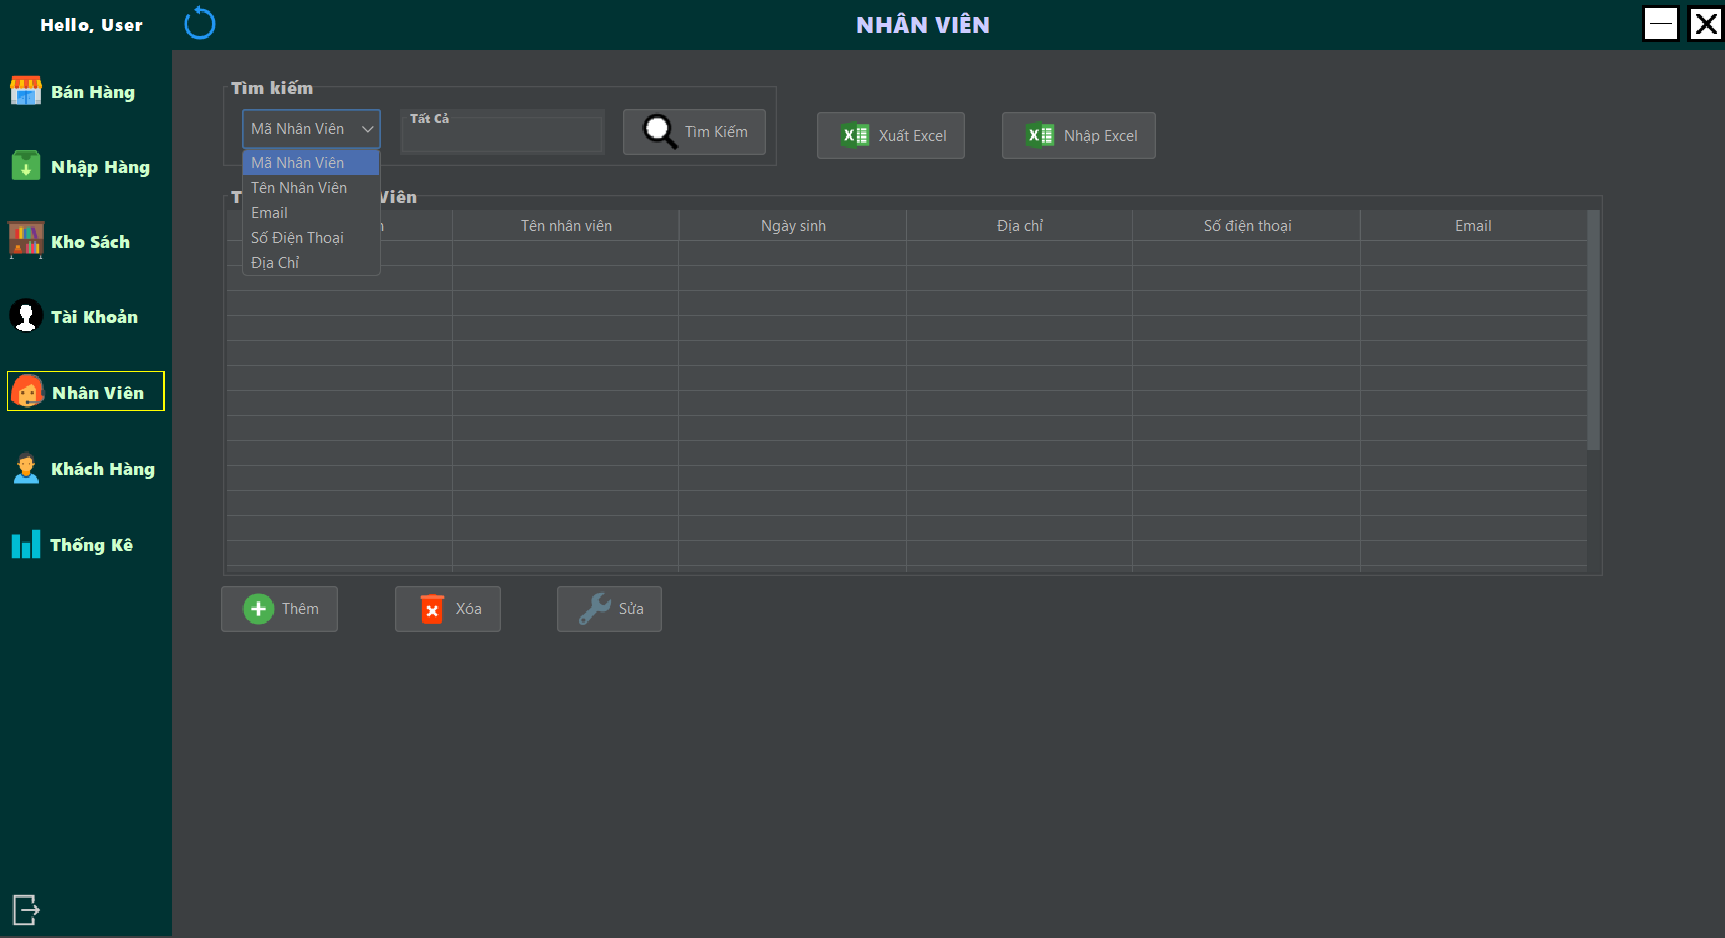 Hello, User
NHÂN VIÊN
Bán Hàng
Nhập Hàng
Kho Sách
Tài Khoản
Nhân Viên
Khách Hàng
Thống Kê
Tìm kiếm
Mã Nhân Viên
Tất Cả
Tìm Kiếm
Xuất Excel
Nhập Excel
Mã Nhân Viên
Tên Nhân Viên
Email
Số Điện Thoại
Địa Chỉ
Viên
Tên nhân viên
Ngày sinh
Địa chỉ
Số điện thoại
Email
Thêm
Xóa
Sửa